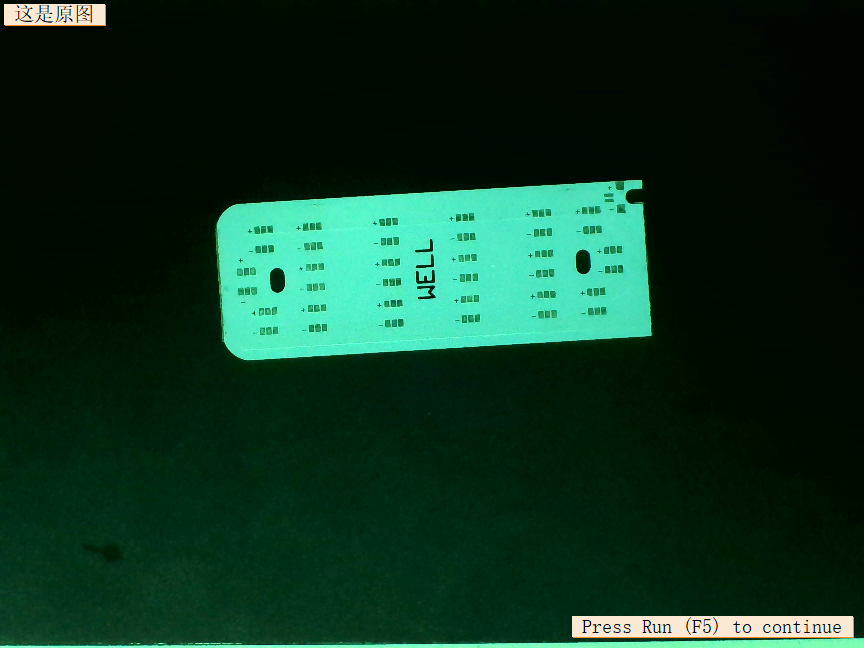 这是原图
WELL
Press Run (F5) to continue